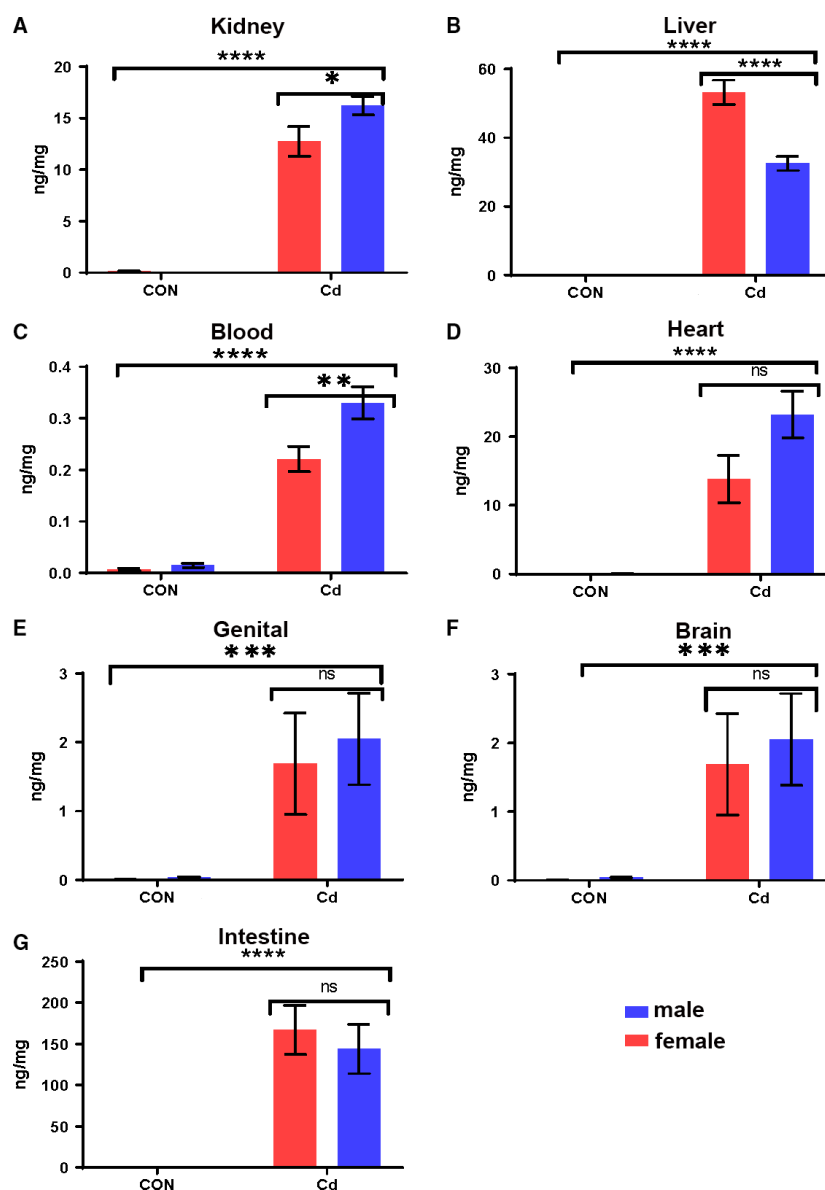 A
Kidney
****
*
20
15
10
5
0
ng/mg
CON
Cd
B
Liver
****
****
60
40
20
0
ng/mg
CON
Cd
C
Blood
****
**
0.4
0.3
0.2
0.1
0.0
ng/mg
CON
Cd
D
Heart
****
ns
30
20
10
0
ng/mg
CON
Cd
E
Genital
***
ns
3
2
1
0
ng/mg
CON
Cd
F
Brain
***
ns
3
2
1
0
ng/mg
CON
Cd
G
Intestine
****
ns
250
200
150
100
50
0
ng/mg
CON
Cd
male
female